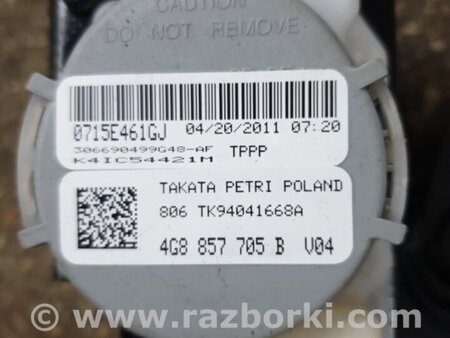 CAUTION
DO NOT REMOVE
0715E461GJ 04/20/2011 07:20
306690499G48-AF TPPP
K4IC54421M
TAKATA PETRI POLAND
806 TK94041668A
4G8 857 705 B V04
© www.razborki.com